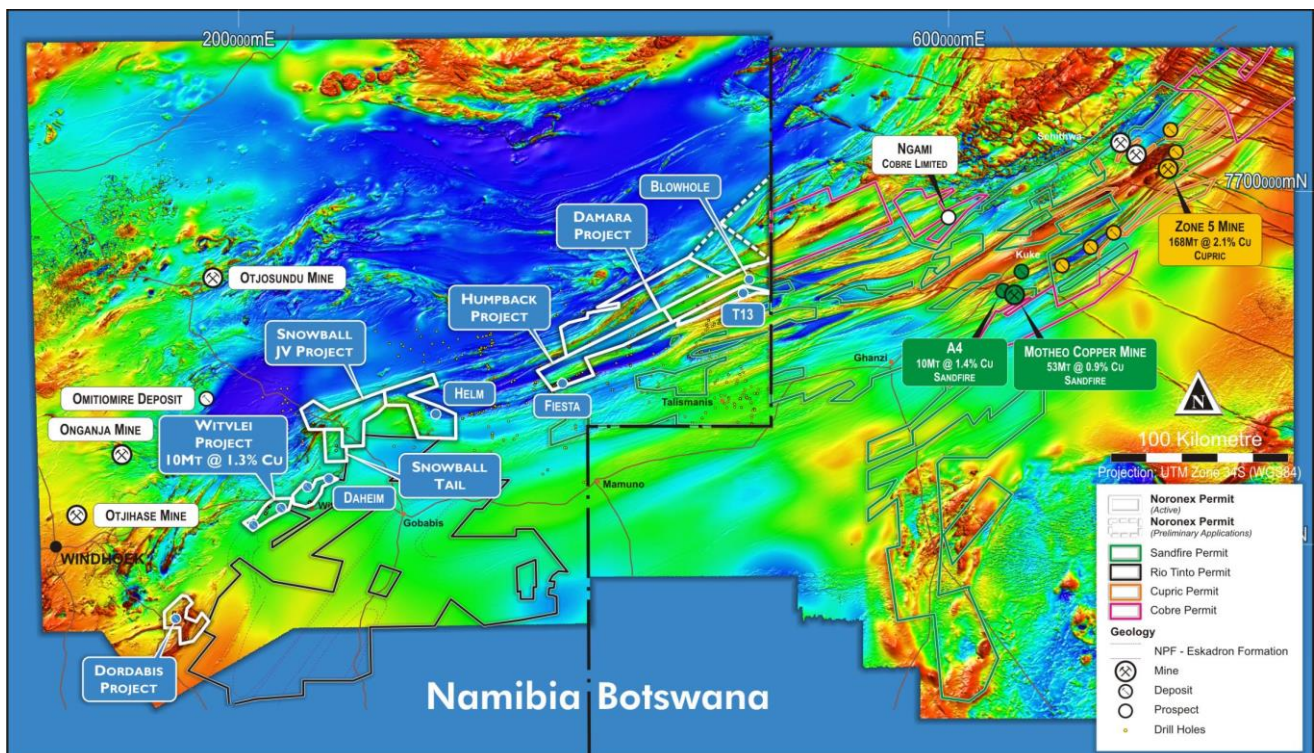 200000mE
600000mE
7700000mN
Sehithwa
NGAMI
COBRE LIMITED
BLOWHOLE
DAMARA
PROJECT
ZONE 5 MINE
168MT @ 2.1% CU
CUPRIC
OTJOSUNDU MINE
HUMPBACK
PROJECT
Kuke
T13
SNOWBALL
JV PROJECT
A4
10MT @ 1.4% CU
SANDFIRE
MOTHEO COPPER MINE
53MT @ 0.9% CU
SANDFIRE
Ghanzi
OMITIOMIRE DEPOSIT
HELM
FIESTA
Talismanis
N
ONGANJA MINE
WITVLEI
PROJECT
10MT @ 1.3% CU
100 Kilometre
Projection: UTM Zone 34S (WGS84)
SNOWBALL
TAIL
DAHEIM
Mamuno
OTJIHASE MINE
Gobabis
WINDHOEK
DORDABIS
PROJECT
Namibia Botswana
Noronex Permit
(Active)
Noronex Permit
(Preliminary Applications)
Sandfire Permit
Rio Tinto Permit
Cupric Permit
Cobre Permit
Geology
NPF - Eskadron Formation
Mine
Deposit
Prospect
Drill Holes